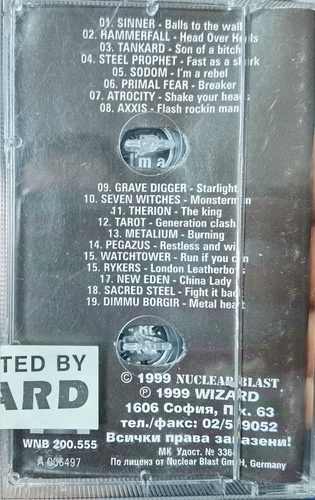 01. SINNER - Balls to the wall
02. HAMMERFALL - Head Over Heels
03. TANKARD - Son of a bitch
04. STEEL PROPHET - Fast as a shark
05. SODOM - I'm a rebel
06. PRIMAL FEAR - Breaker
07. ATROCITY - Shake your heads
08. AXXIS - Flash rockin man
I'm a
09. GRAVE DIGGER - Starlight
10. SEVEN WITCHES - Monsterman
11. THERION - The king
12. TAROT - Generation clash
13. METALIUM - Burning
14. PEGAZUS - Restless and wi
15. WATCHTOWER - Run if you can
15. RYKERS - London Leatherboys
17. NEW EDEN - China Lady
18. SACRED STEEL - Fight it back
19. DIMMU BORGIR - Metal heart
TED BY
ARD
© 1999 NUCLEAR BLAST
℗ 1999 WIZARD
1606 София, П.К. 63
тел./факс: 02/5 9052
Всички права запазени!
WNB 200.555
МК Удост. № 336
A 006497
По лиценз от Nuclear Blast GmbH, Germany